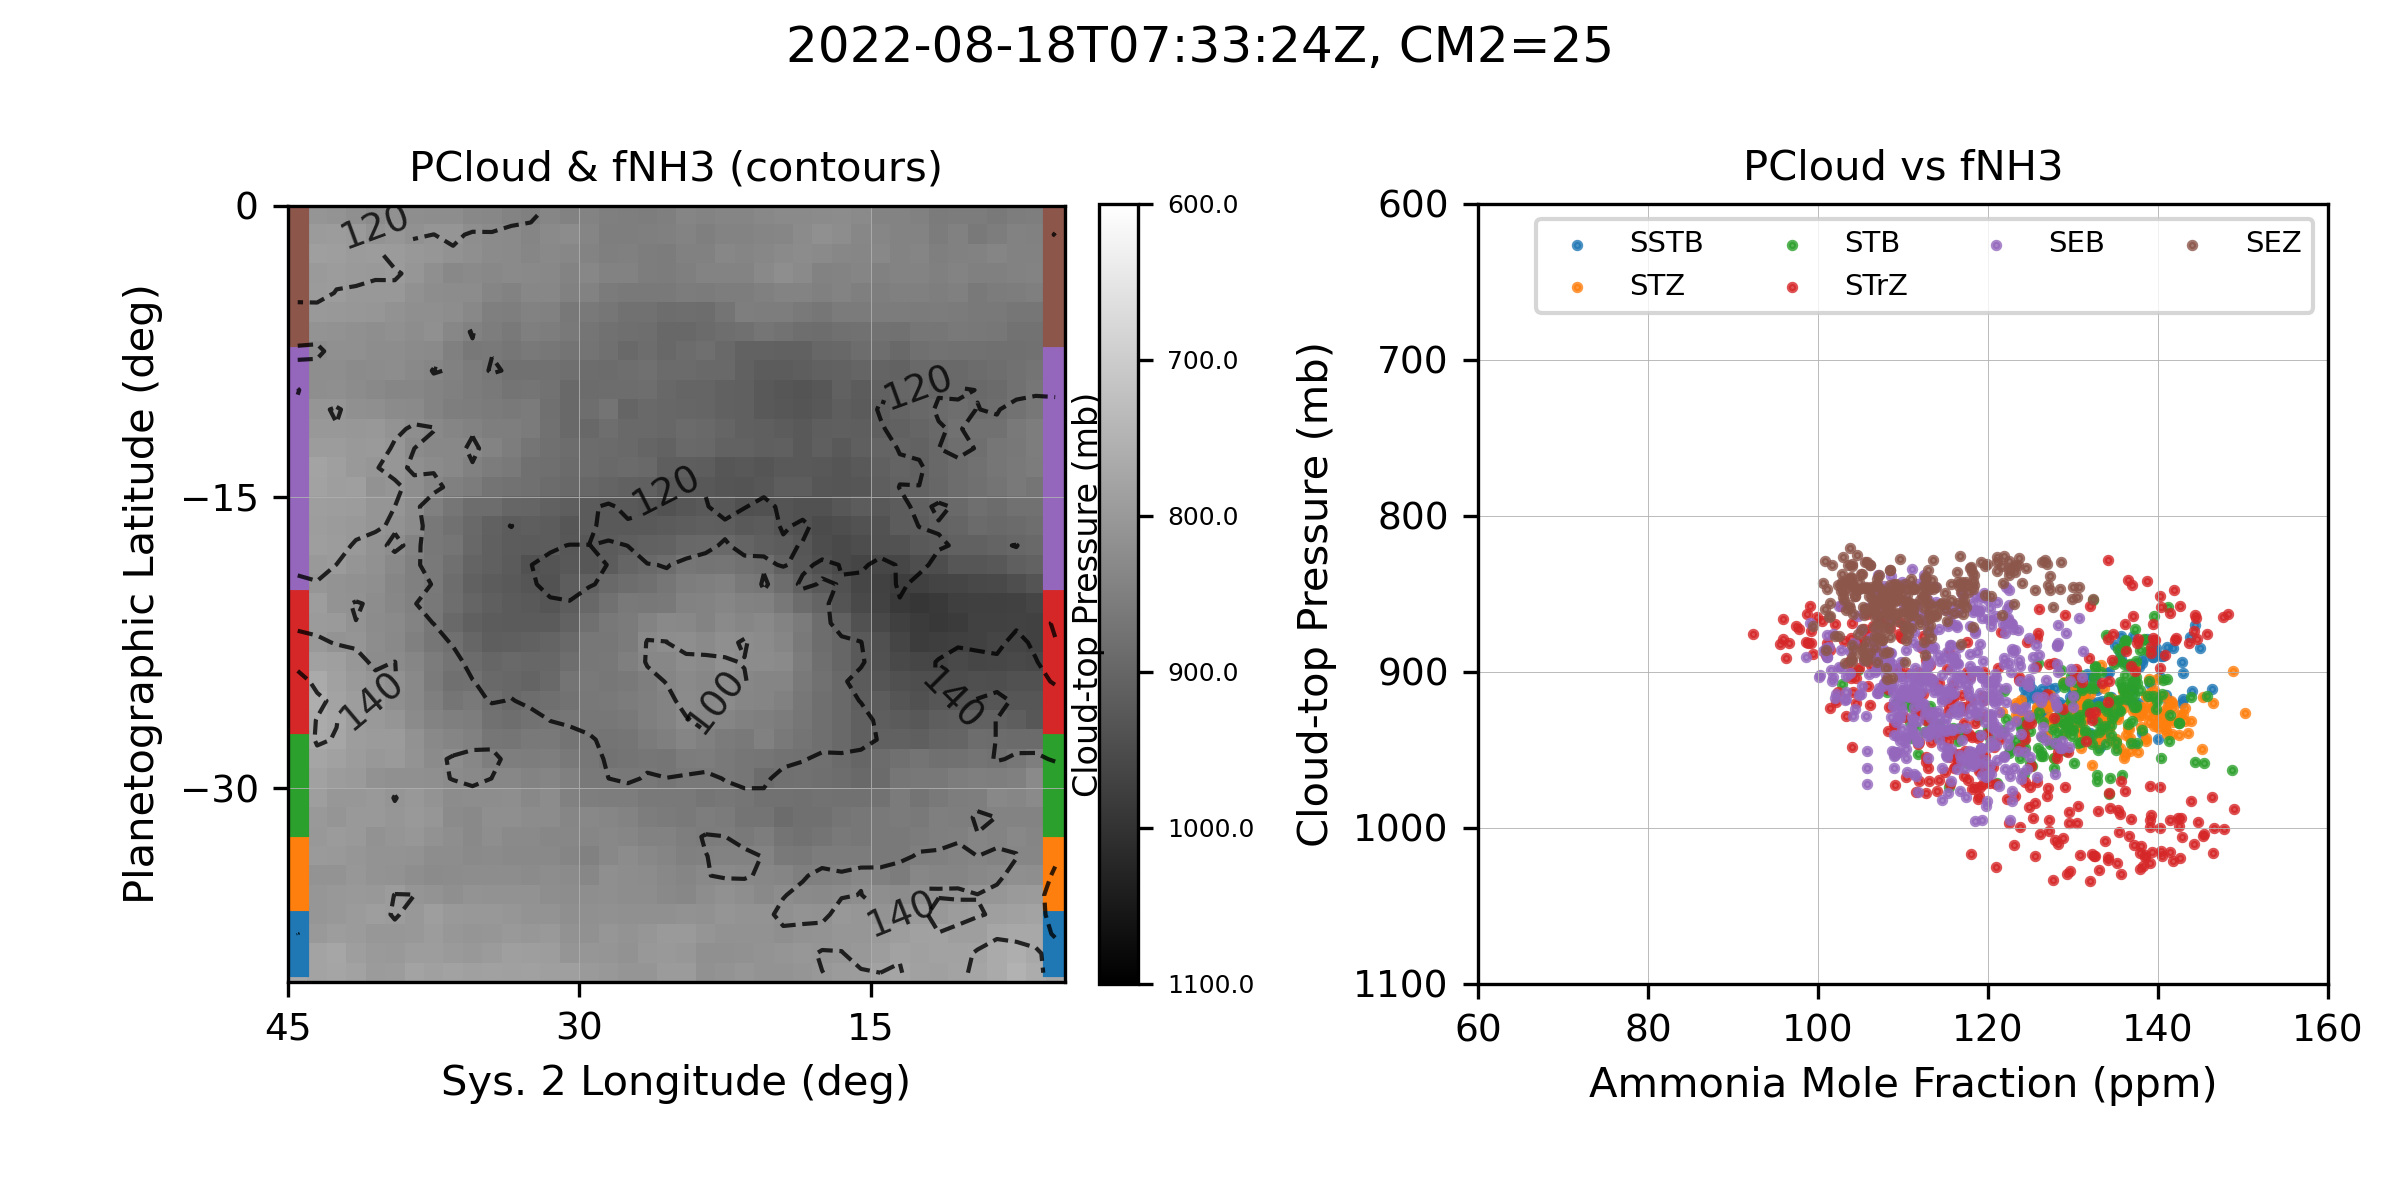 2022-08-18T07:33:24Z, CM2=25
PCloud & fNH3 (contours)
Planetographic Latitude (deg)
0
−15
−30
120
120
120
140
100
140
140
45
30
15
Sys. 2 Longitude (deg)
Cloud-top Pressure (mb)
600.0
700.0
800.0
900.0
1000.0
1100.0
PCloud vs fNH3
Cloud-top Pressure (mb)
600
700
800
900
1000
1100
SSTB
STB
SEB
SEZ
STZ
STrZ
60
80
100
120
140
160
Ammonia Mole Fraction (ppm)